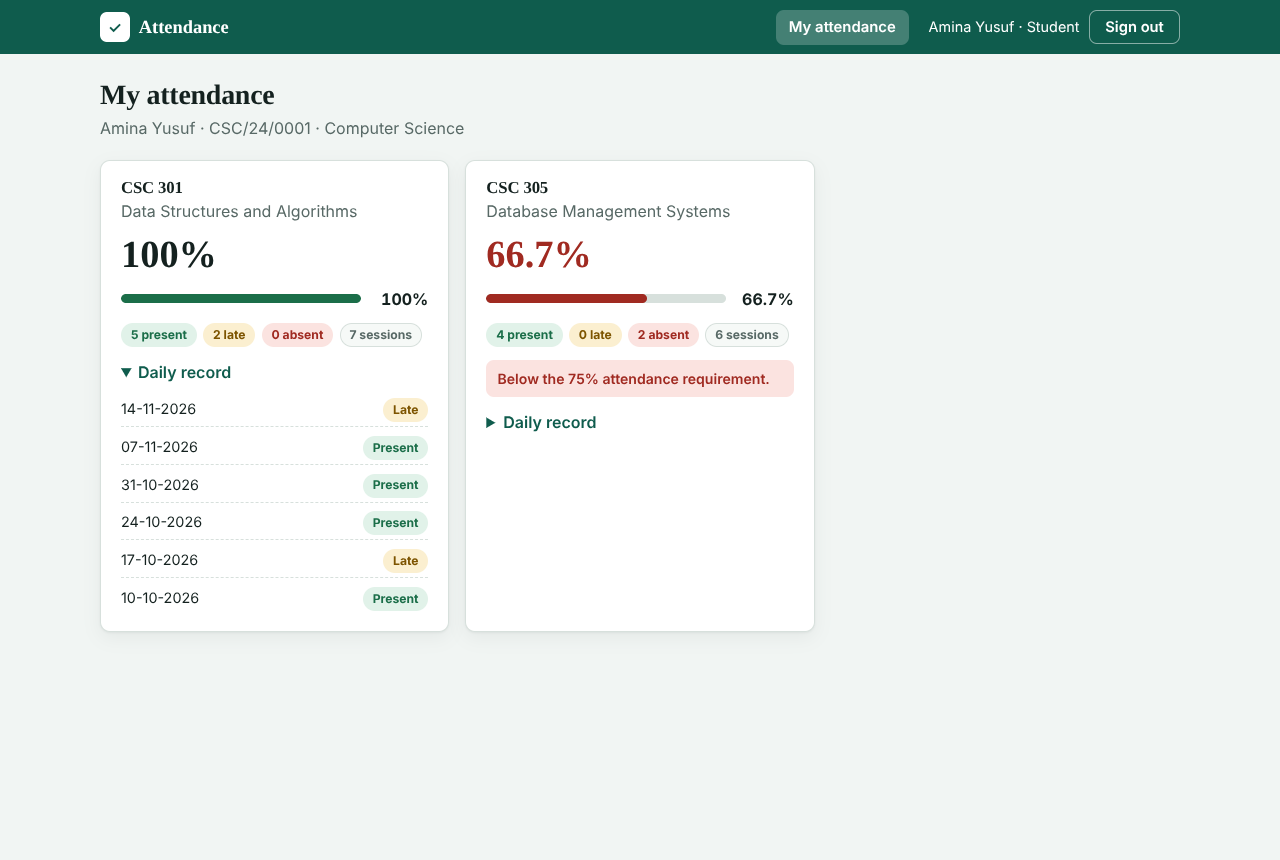 Attendance
My attendance
Amina Yusuf · Student
Sign out
My attendance
Amina Yusuf · CSC/24/0001 · Computer Science
CSC 301
Data Structures and Algorithms
100%
100%
5 present
2 late
0 absent
7 sessions
▼ Daily record
14-11-2026 Late
07-11-2026 Present
31-10-2026 Present
24-10-2026 Present
17-10-2026 Late
10-10-2026 Present
CSC 305
Database Management Systems
66.7%
66.7%
4 present
0 late
2 absent
6 sessions
Below the 75% attendance requirement.
▶ Daily record